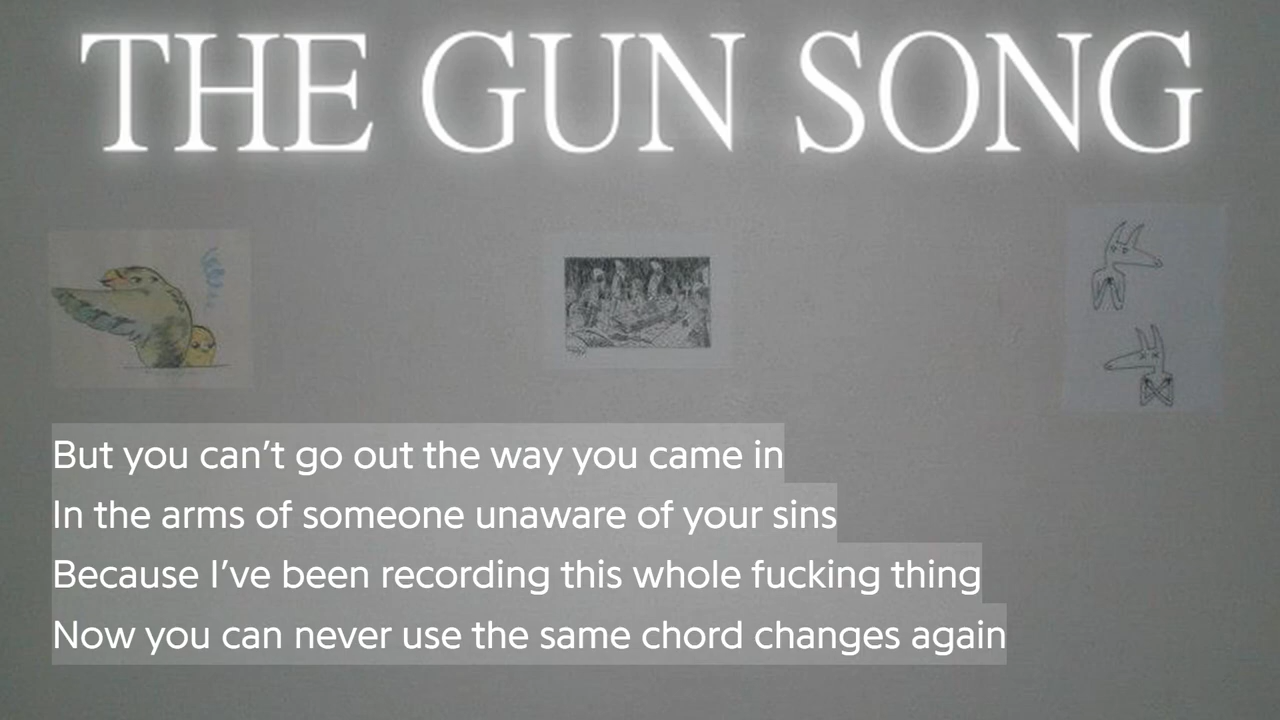 THE GUN SONG
But you can’t go out the way you came in
In the arms of someone unaware of your sins
Because I’ve been recording this whole fucking thing
Now you can never use the same chord changes again